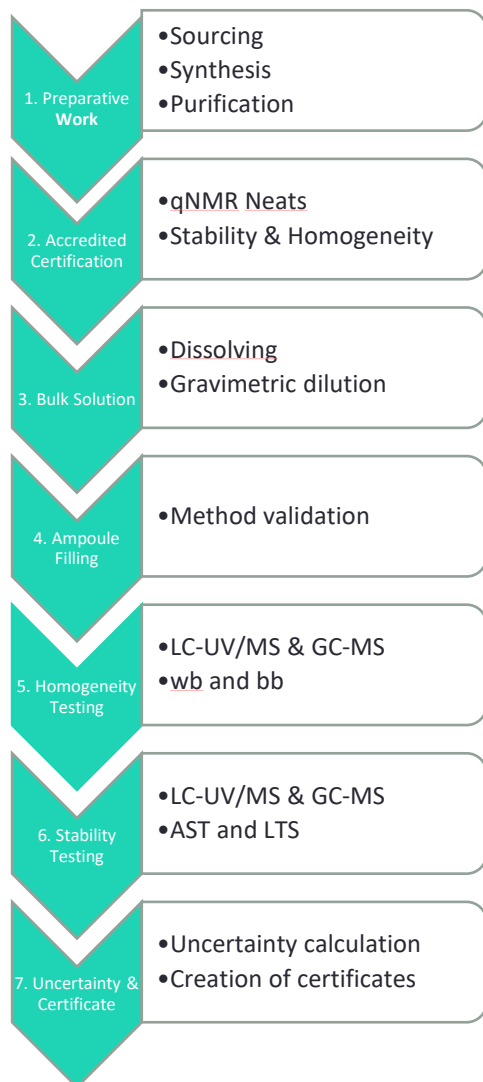 1. Preparative
Work
•Sourcing
•Synthesis
•Purification
2. Accredited
Certification
•qNMR Neats
•Stability & Homogeneity
3. Bulk Solution
•Dissolving
•Gravimetric dilution
4. Ampoule
Filling
•Method validation
5. Homogeneity
Testing
•LC-UV/MS & GC-MS
•wb and bb
6. Stability
Testing
•LC-UV/MS & GC-MS
•AST and LTS
7. Uncertainty &
Certificate
•Uncertainty calculation
•Creation of certificates